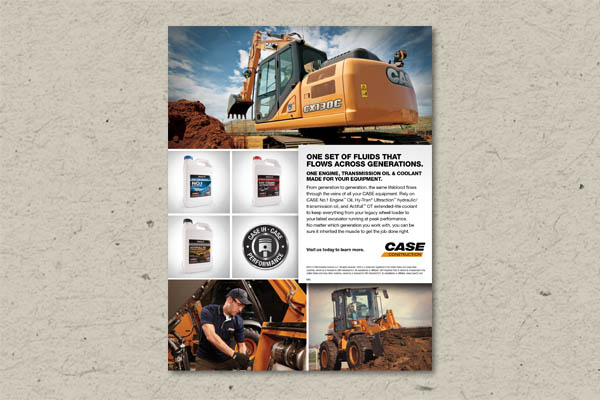 CASE
CX130C
ONE SET OF FLUIDS THAT
FLOWS ACROSS GENERATIONS.
ONE ENGINE, TRANSMISSION OIL & COOLANT
MADE FOR YOUR EQUIPMENT.
From generation to generation, the same lifeblood flows
through the veins of all your CASE equipment. Rely on
CASE No.1 Engine™ Oil, Hy-Tran® Ultraction™ hydraulic/
transmission oil, and Actifull™ OT extended-life coolant
to keep everything from your legacy wheel loader to
your latest excavator running at peak performance.
No matter which generation you work with, you can be
sure it inherited the muscle to get the job done right.
CASE IH • CASE
PERFORMANCE
Visit us today to learn more.
CASE
CONSTRUCTION